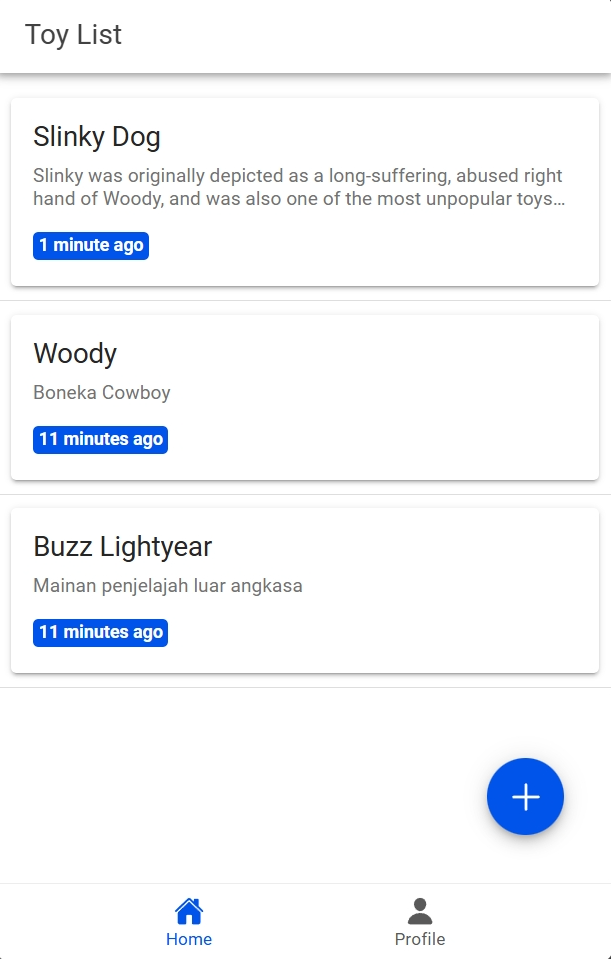 Toy List
Slinky Dog
Slinky was originally depicted as a long-suffering, abused right
hand of Woody, and was also one of the most unpopular toys…
1 minute ago
Woody
Boneka Cowboy
11 minutes ago
Buzz Lightyear
Mainan penjelajah luar angkasa
11 minutes ago
Home
Profile